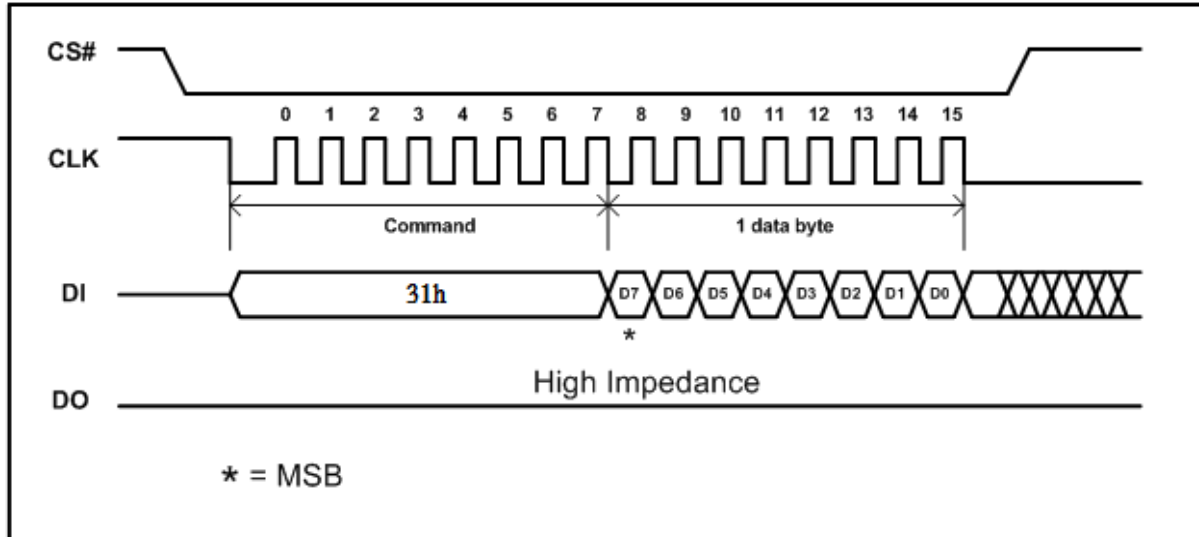 CS#
0 1 2 3 4 5 6 7 8 9 10 11 12 13 14 15
CLK
Command 1 data byte
DI 31h D7 D6 D5 D4 D3 D2 D1 D0
*
High Impedance
DO
* = MSB